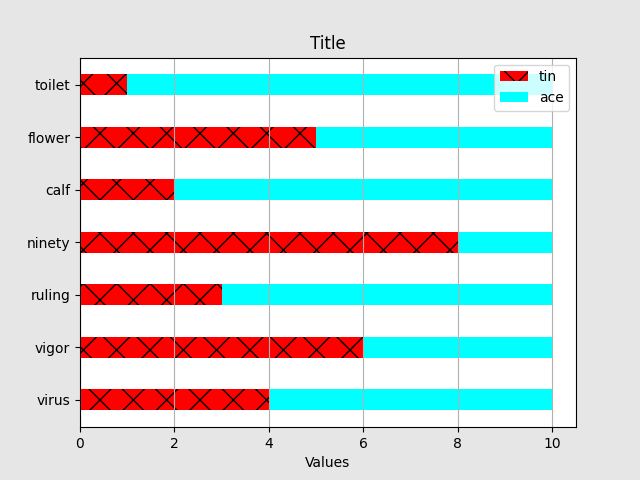 Title
tin
ace
toilet
flower
calf
ninety
ruling
vigor
virus
0 2 4 6 8 10
Values